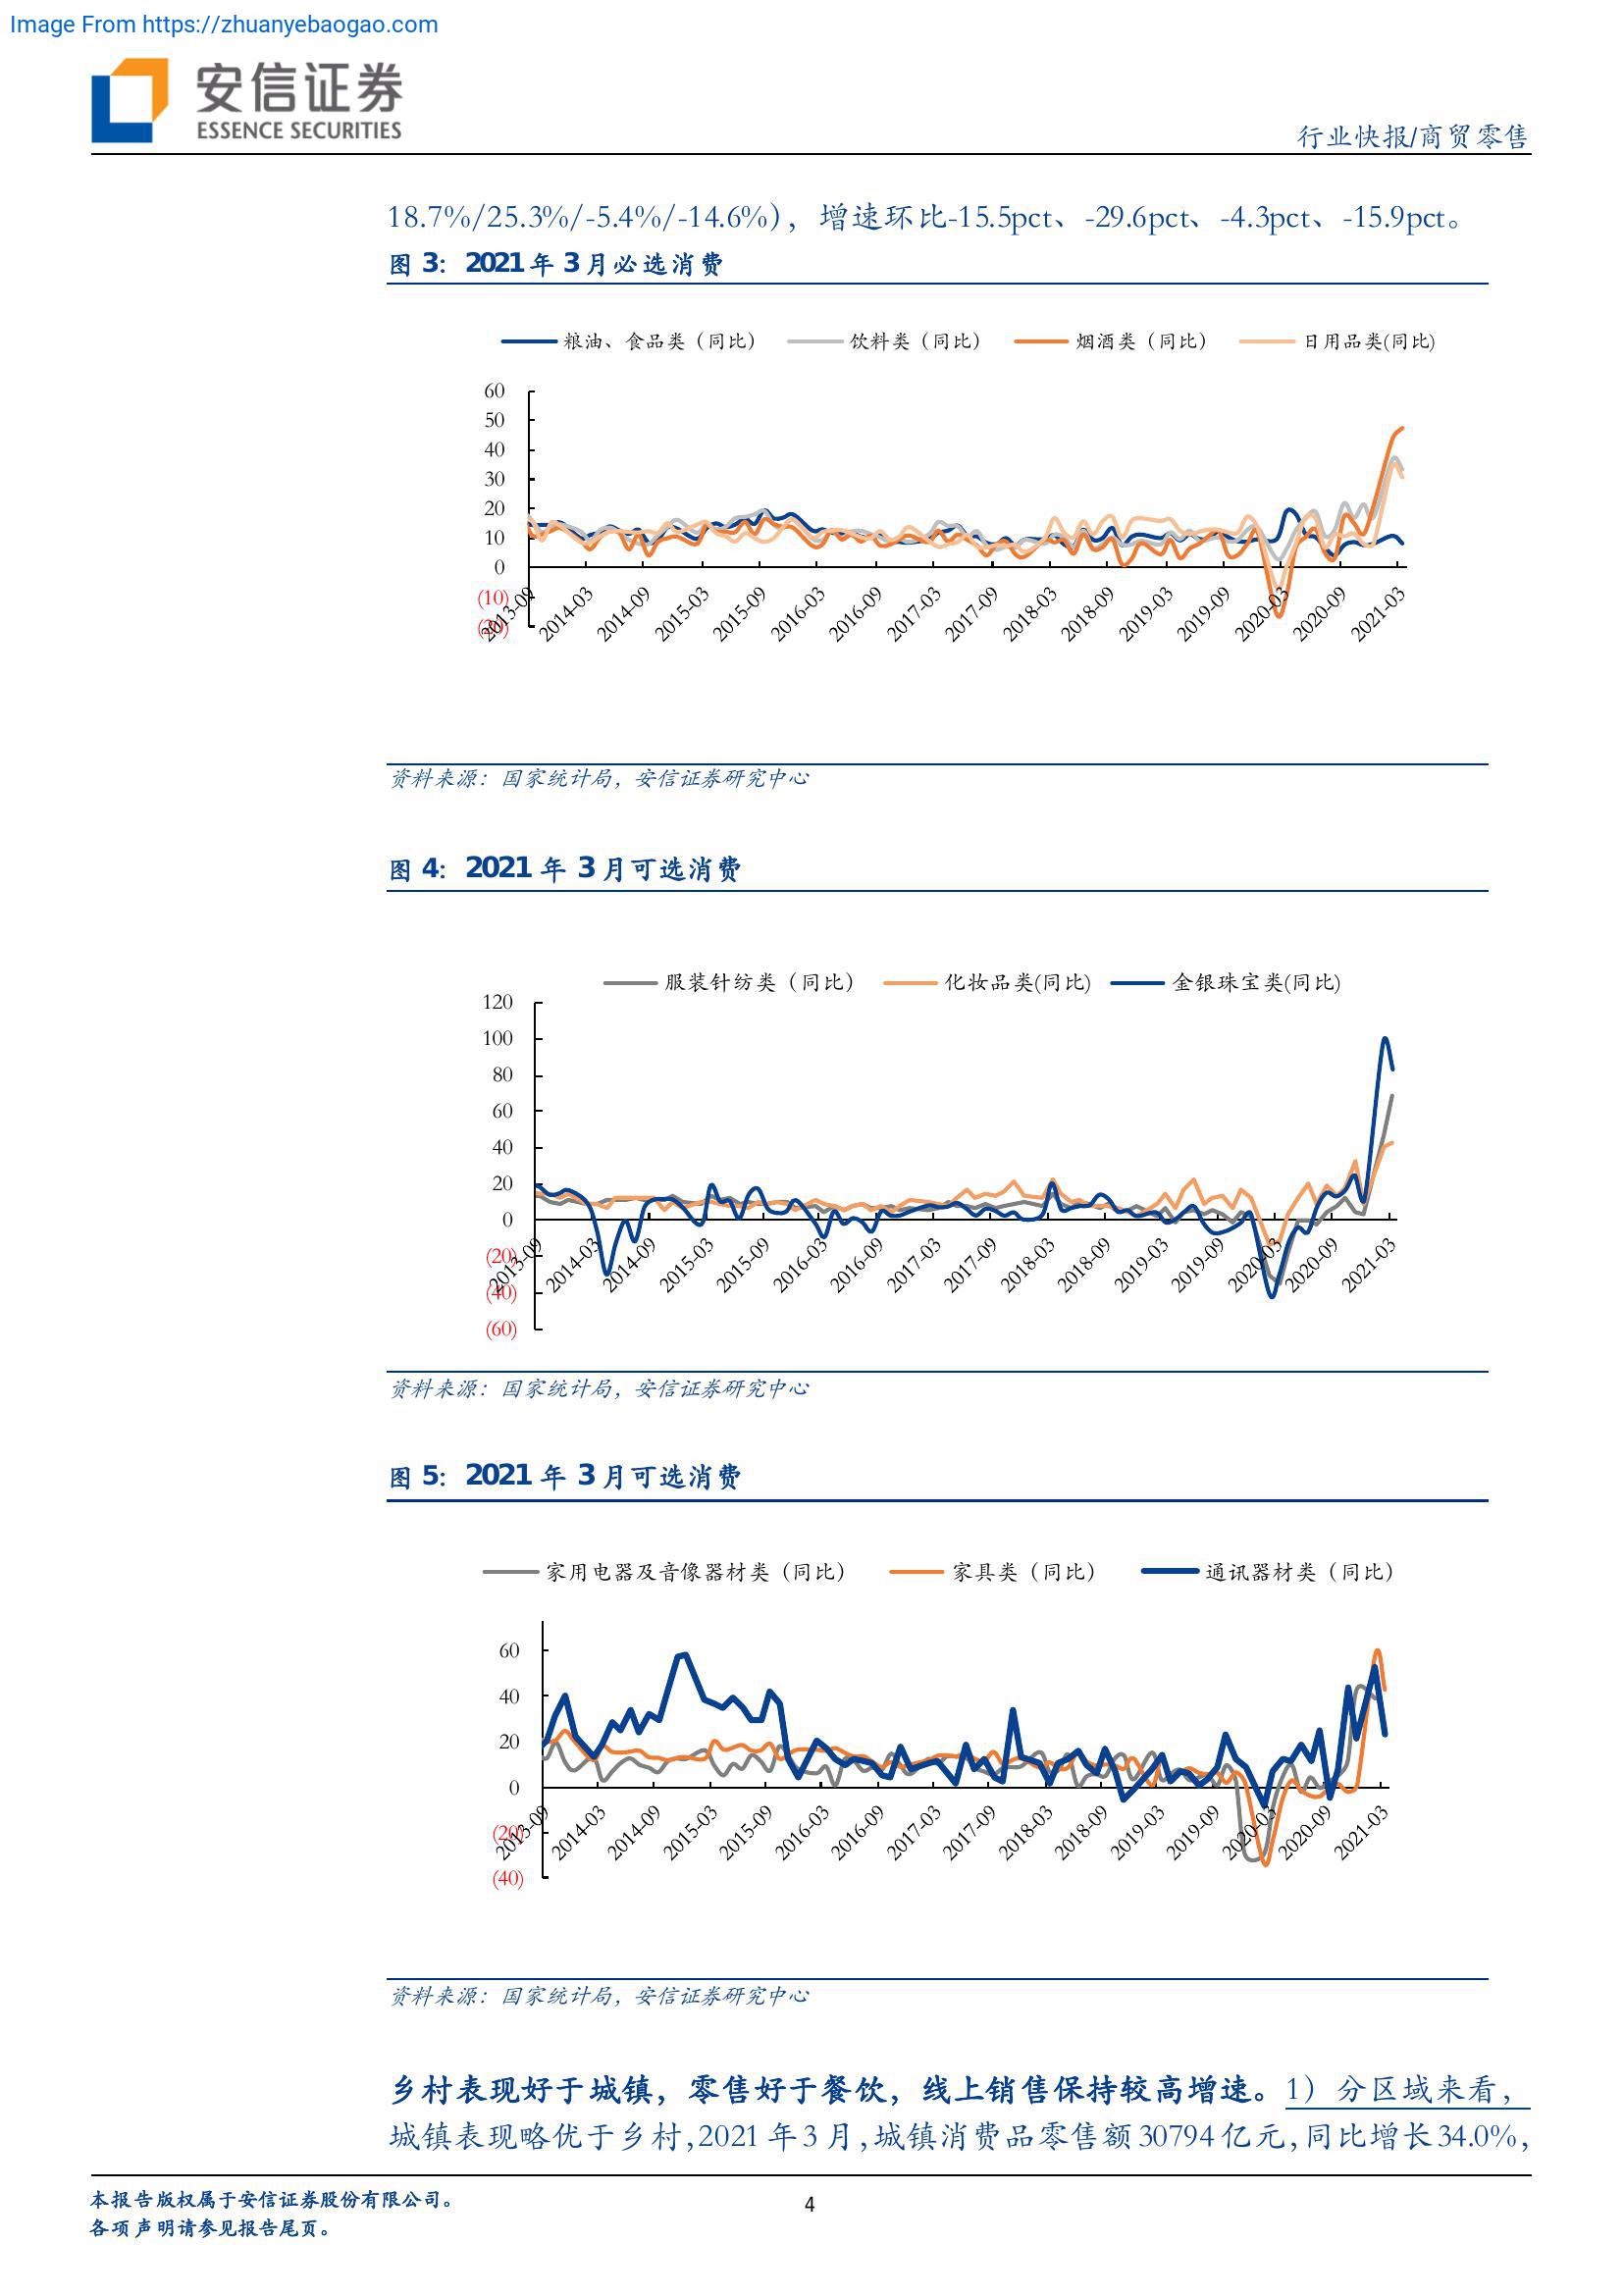 Image From https://zhuanyebaogao.com
安信证券
ESSENCE SECURITIES
行业快报/商贸零售
18.7%/25.3%/-5.4%/-14.6%），增速环比-15.5pct、-29.6pct、-4.3pct、-15.9pct。
图 3：2021 年 3 月必选消费
粮油、食品类（同比） 饮料类（同比） 烟酒类（同比） 日用品类(同比)
60
50
40
30
20
10
0
(10)
(20)
2013-09 2014-03 2014-09 2015-03 2015-09 2016-03 2016-09 2017-03 2017-09 2018-03 2018-09 2019-03 2019-09 2020-03 2020-09 2021-03
资料来源：国家统计局，安信证券研究中心
图 4：2021 年 3 月可选消费
服装针纺类（同比） 化妆品类(同比) 金银珠宝类(同比)
120
100
80
60
40
20
0
(20)
(40)
(60)
2013-09 2014-03 2014-09 2015-03 2015-09 2016-03 2016-09 2017-03 2017-09 2018-03 2018-09 2019-03 2019-09 2020-03 2020-09 2021-03
资料来源：国家统计局，安信证券研究中心
图 5：2021 年 3 月可选消费
家用电器及音像器材类（同比） 家具类（同比） 通讯器材类（同比）
60
40
20
0
(20)
(40)
2013-09 2014-03 2014-09 2015-03 2015-09 2016-03 2016-09 2017-03 2017-09 2018-03 2018-09 2019-03 2019-09 2020-03 2020-09 2021-03
资料来源：国家统计局，安信证券研究中心
乡村表现好于城镇，零售好于餐饮，线上销售保持较高增速。1）分区域来看，
城镇表现略优于乡村,2021 年 3 月,城镇消费品零售额 30794 亿元,同比增长 34.0%,
本报告版权属于安信证券股份有限公司。
4
各项声明请参见报告尾页。